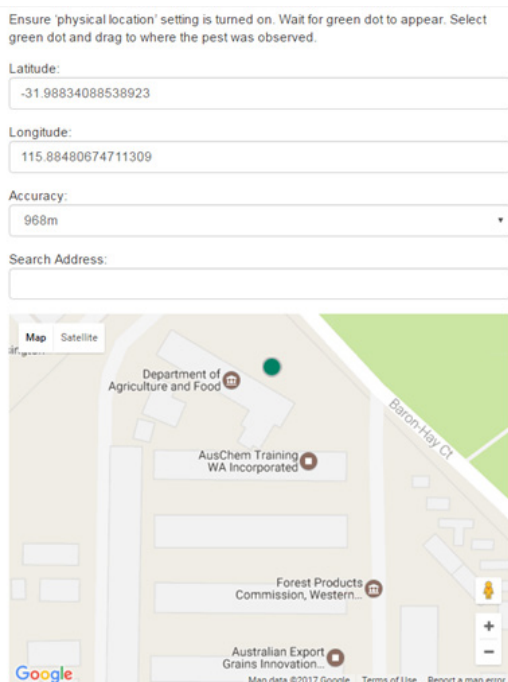 Ensure 'physical location' setting is turned on. Wait for green dot to appear. Select
green dot and drag to where the pest was observed.
Latitude:
-31.98834088538923
Longitude:
115.88480674711309
Accuracy:
968m
Search Address:
Map Satellite
Department of
Agriculture and Food
Baron-Hay Ct
AusChem Training
WA Incorporated
Forest Products
Commission, Western...
Australian Export
Grains Innovation...
Google
Map data ©2017 Google Terms of Use Report a map error